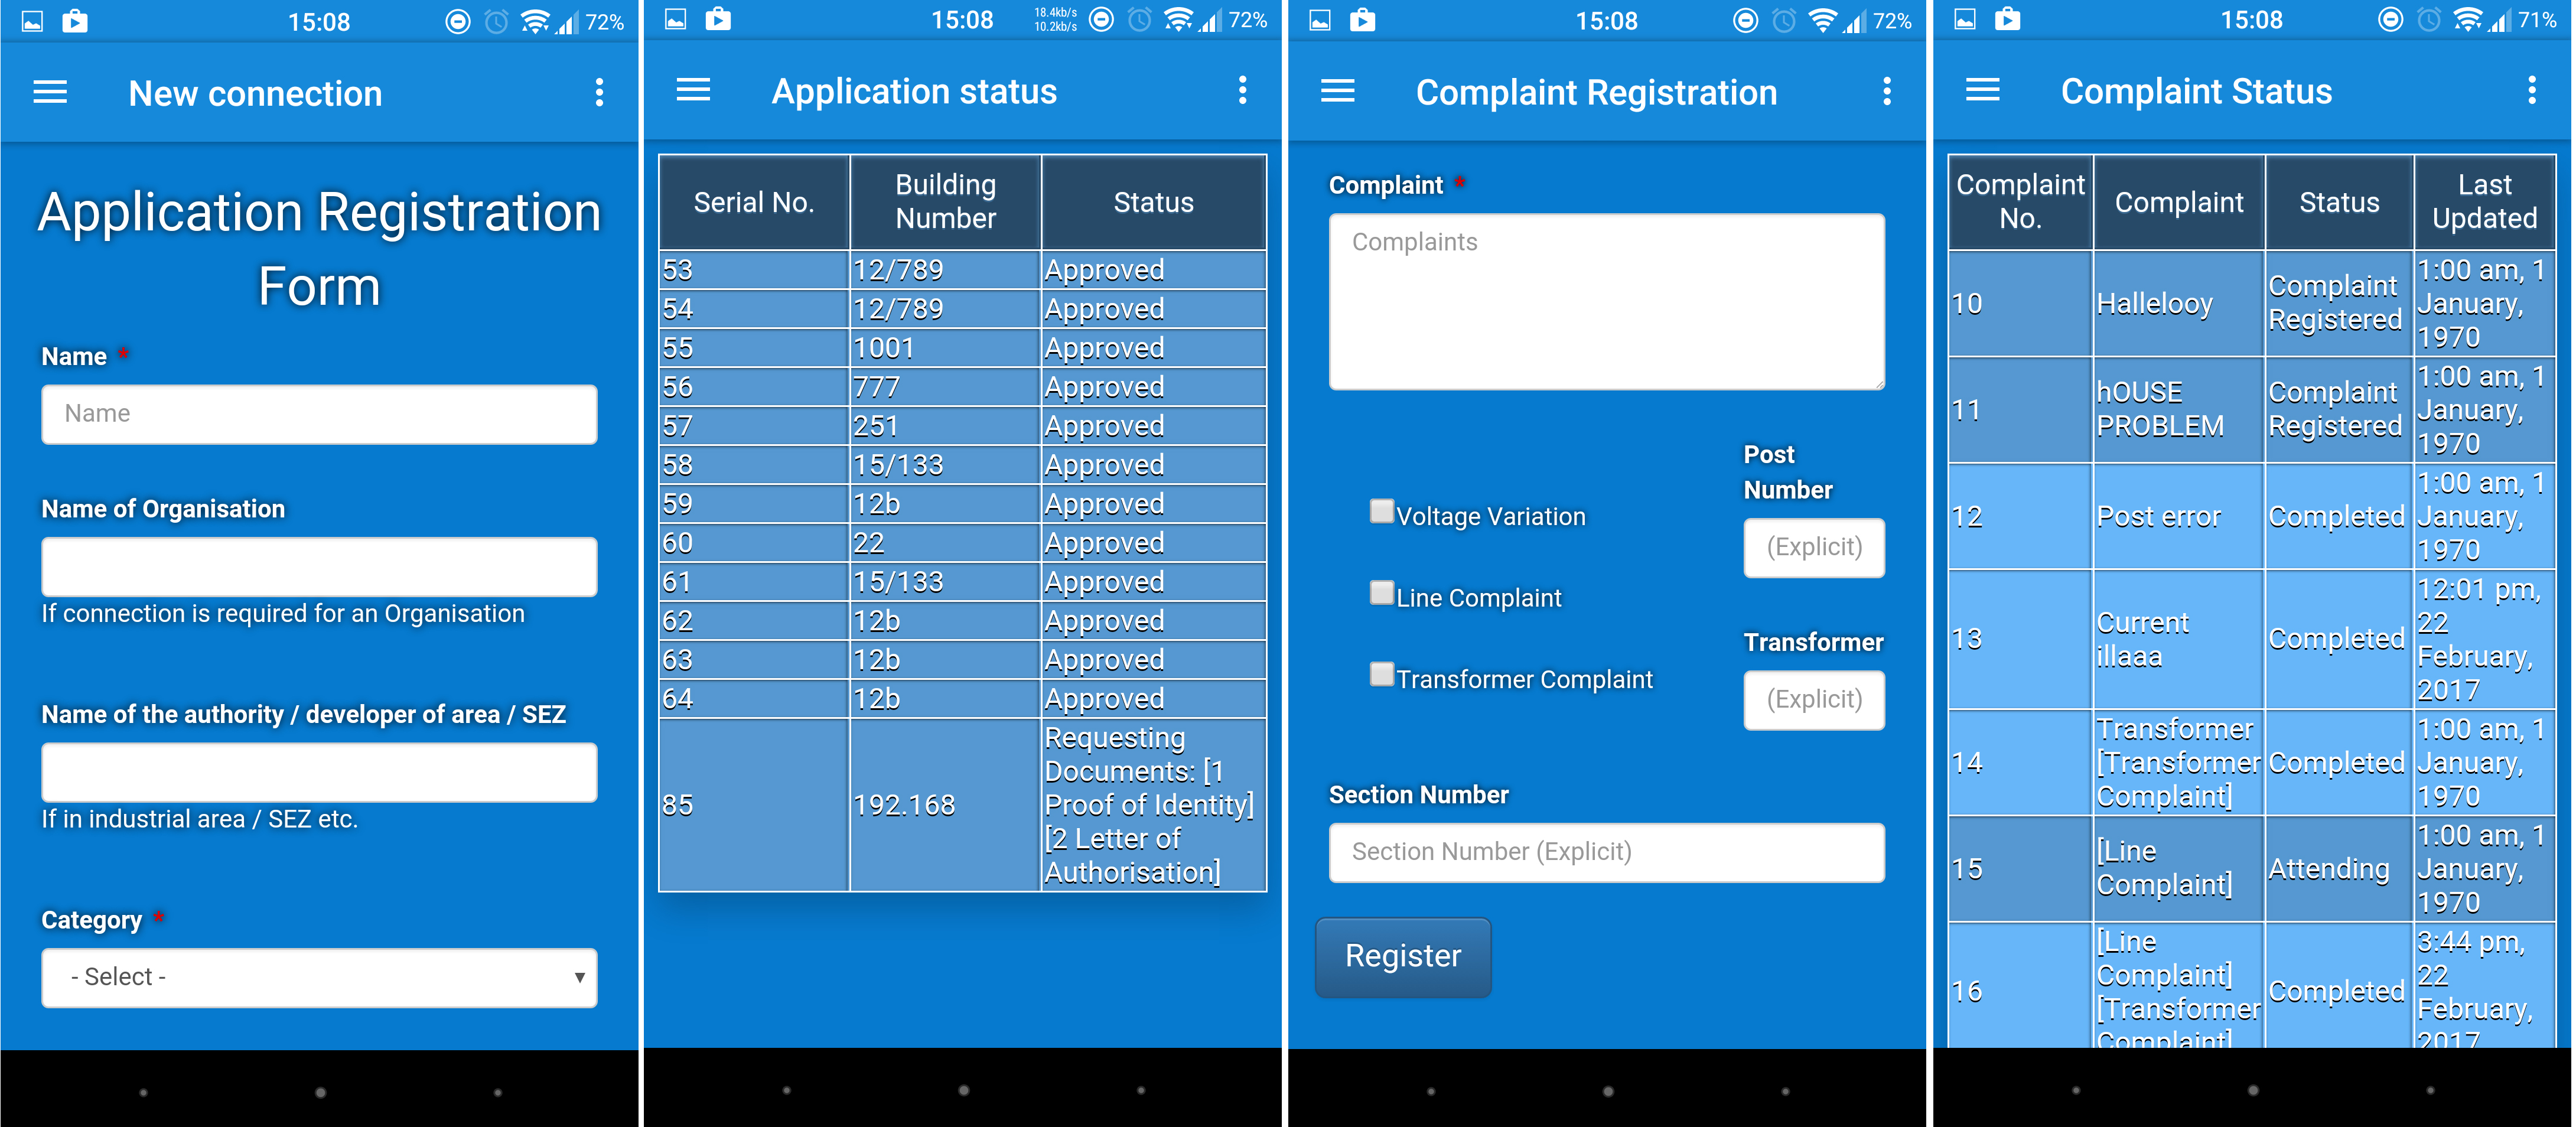 15:08
72%
New connection
Application Registration
Form
Name *
Name
Name of Organisation
If connection is required for an Organisation
Name of the authority / developer of area / SEZ
If in industrial area / SEZ etc.
Category *
- Select -
15:08
18.4kb/s
10.2kb/s
72%
Application status
Serial No.
Building
Number
Status
53 12/789 Approved
54 12/789 Approved
55 1001 Approved
56 777 Approved
57 251 Approved
58 15/133 Approved
59 12b Approved
60 22 Approved
61 15/133 Approved
62 12b Approved
63 12b Approved
64 12b Approved
85
192.168
Requesting
Documents: [1
Proof of Identity]
[2 Letter of
Authorisation]
15:08
72%
Complaint Registration
Complaint *
Complaints
Voltage Variation
Line Complaint
Transformer Complaint
Post
Number
(Explicit)
Transformer
(Explicit)
Section Number
Section Number (Explicit)
Register
15:08
71%
Complaint Status
Complaint
No.
Complaint
Status
Last
Updated
10
Hallelooy
Complaint
Registered
1:00 am, 1
January,
1970
11
hOUSE
PROBLEM
Complaint
Registered
1:00 am, 1
January,
1970
12
Post error
Completed
1:00 am, 1
January,
1970
13
Current
illaaa
Completed
12:01 pm,
22
February,
2017
14
Transformer
[Transformer
Complaint]
Completed
1:00 am, 1
January,
1970
15
[Line
Complaint]
Attending
1:00 am, 1
January,
1970
16
[Line
Complaint]
[Transformer
Complaint]
Completed
3:44 pm,
22
February,
2017